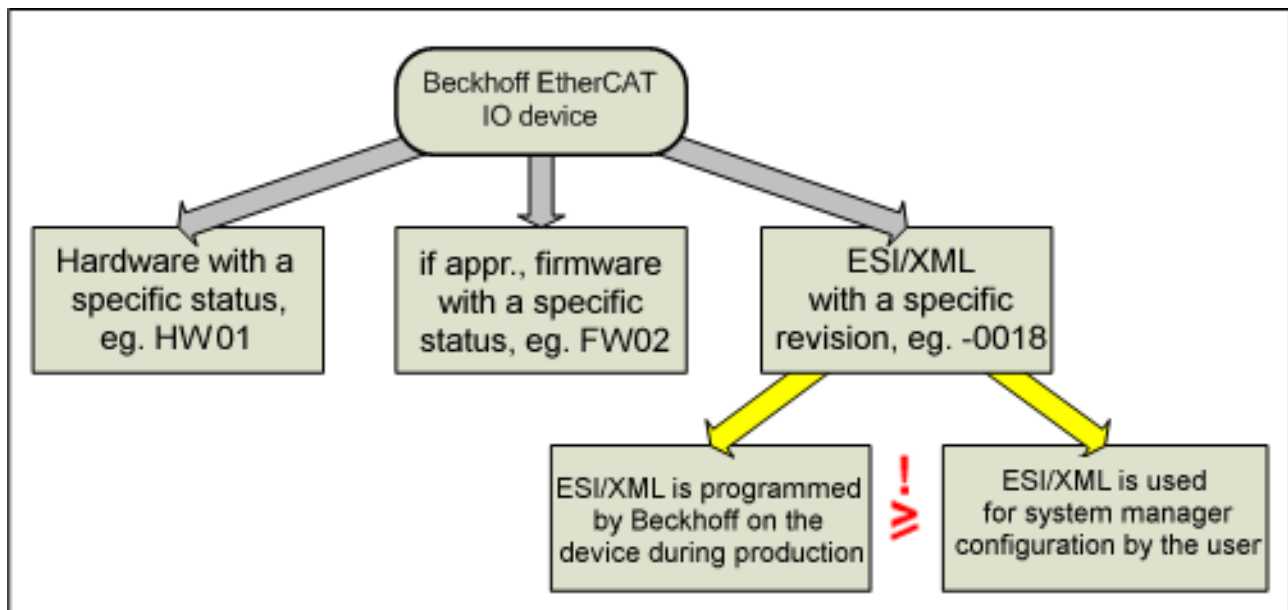 Beckhoff EtherCAT
IO device
Hardware with a
specific status,
eg. HW01
if appr., firmware
with a specific
status, eg. FW02
ESI/XML
with a specific
revision, eg. -0018
ESI/XML is programmed
by Beckhoff on the
device during production
≥!
ESI/XML is used
for system manager
configuration by the user